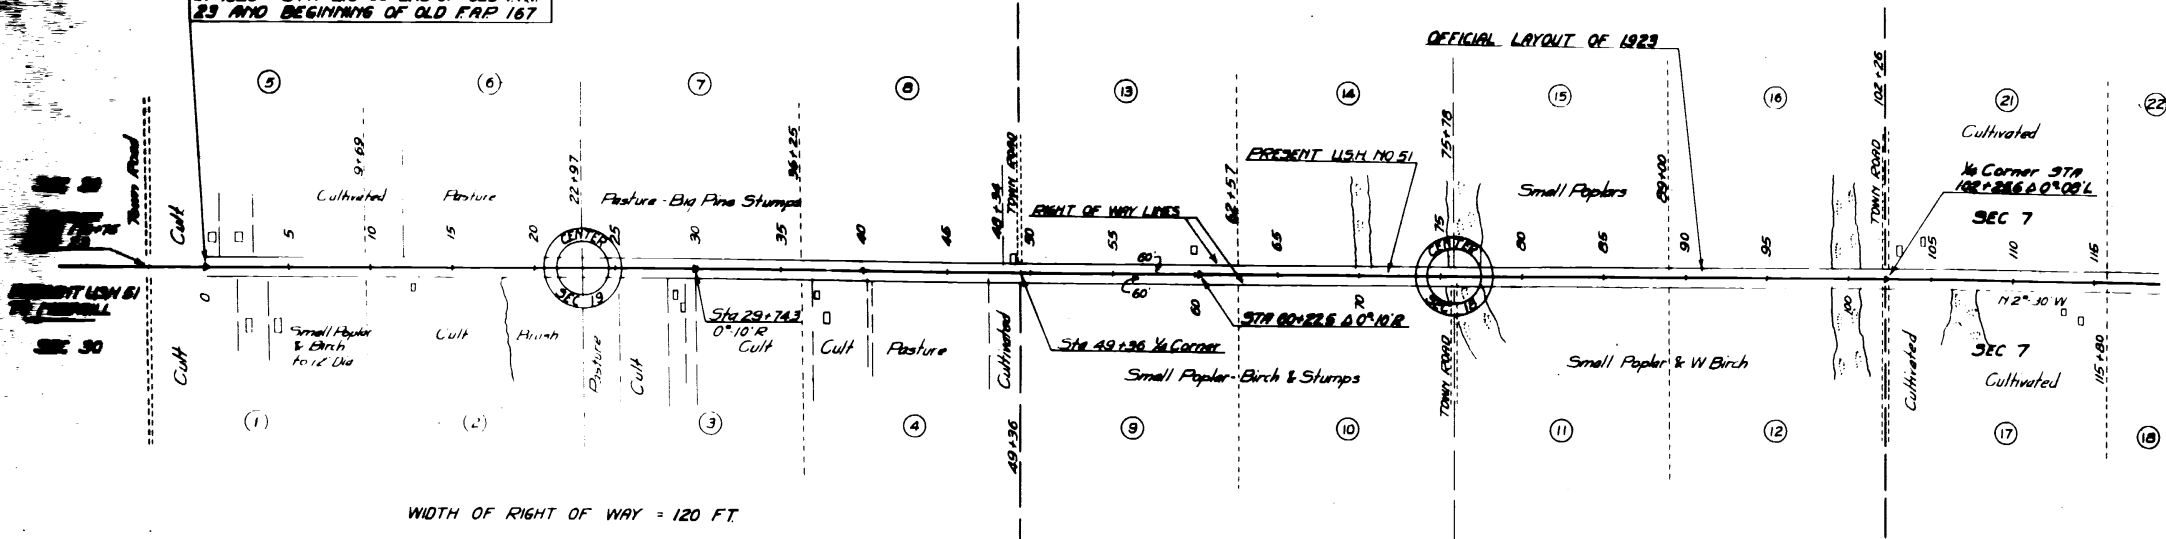 23 AND BEGINNING OF OLD F.A.P. 167
OFFICIAL LAYOUT OF 1923
5
6
7
8
13
14
15
16
21
22
Town Road
Cult
9+69
Cultivated
Pasture
22+97
Pasture - Big Pine Stumps
36+25
48+34
TOWN ROAD
RIGHT OF WAY LINES
62+57
PRESENT U.S.H. NO 51
75+78
Small Poplars
89+00
TOWN ROAD
102+26
Cultivated
1/4 Corner STA
102+25.6 Δ 0°08'L
SEC 7
0
5
10
15
20
25
30
35
40
45
50
55
60
65
70
75
80
85
90
95
100
105
110
115
CENTER
SEC 19
CENTER
SEC 18
60'
60'
SEC 30
Cult
Small Poplar
& Birch
to 12" Dia
Cult
Brush
Pasture
Cult
Sta 29+74.3
0°-10'R
Cult
Cult
Pasture
Cultivated
Sta 49+36 1/4 Corner
STA 60+22.6 Δ 0°-10'R
Small Poplar - Birch & Stumps
TOWN ROAD
Small Poplar & W Birch
Cultivated
N 2°-30'W
SEC 7
Cultivated
115+80
1
2
3
4
49+36
9
10
11
12
17
18
WIDTH OF RIGHT OF WAY = 120 FT.